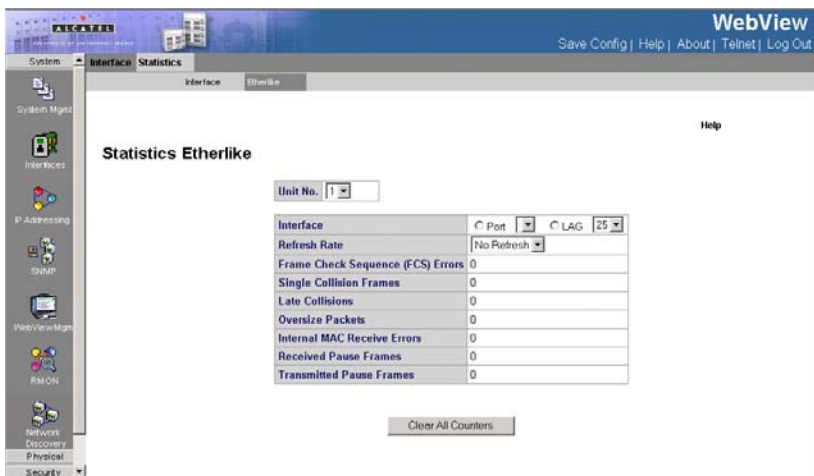 ALCATEL
WebView
Save Config | Help | About | Telnet | Log Out
System
Interface Statistics
Interface Etherlike
System Mgmt
Interfaces
IP Addressing
SNMP
WebViewMgm
RMON
Network
Discovery
Physical
Security
Help
Statistics Etherlike
Unit No. 1
Interface Port LAG 25
Refresh Rate No Refresh
Frame Check Sequence (FCS) Errors 0
Single Collision Frames 0
Late Collisions 0
Oversize Packets 0
Internal MAC Receive Errors 0
Received Pause Frames 0
Transmitted Pause Frames 0
Clear All Counters